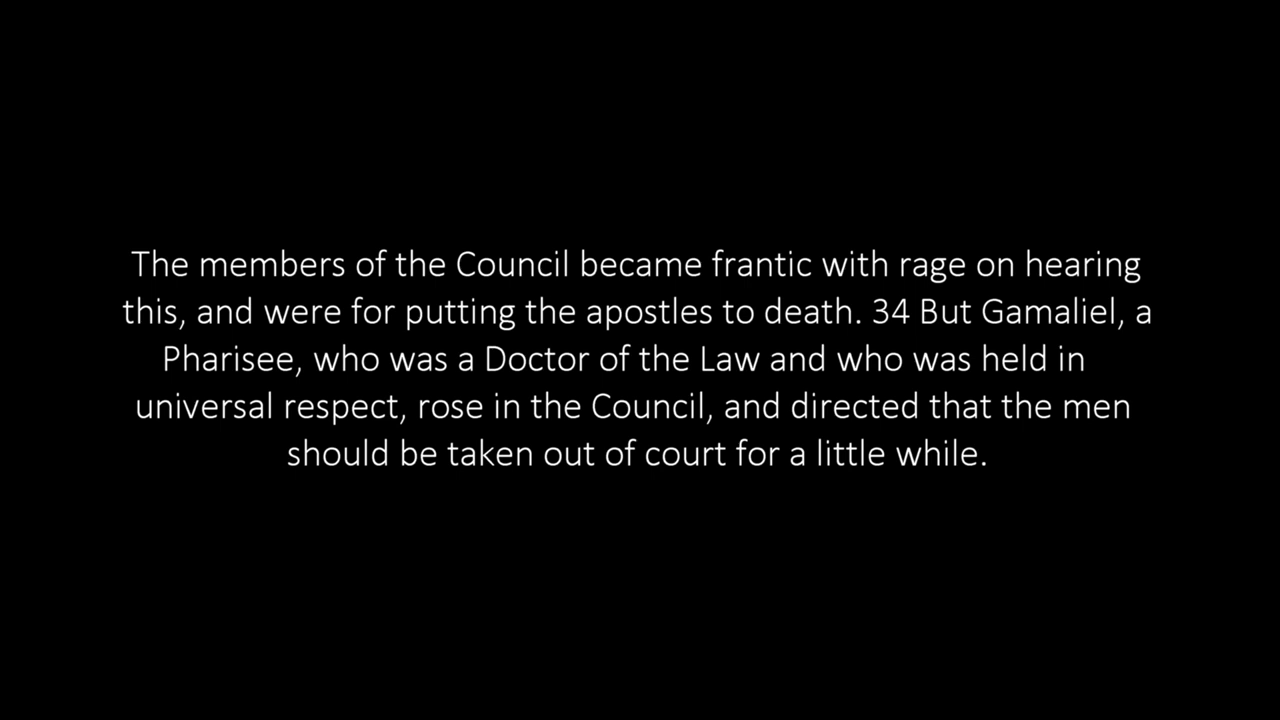 The members of the Council became frantic with rage on hearing
this, and were for putting the apostles to death. 34 But Gamaliel, a
Pharisee, who was a Doctor of the Law and who was held in
universal respect, rose in the Council, and directed that the men
should be taken out of court for a little while.